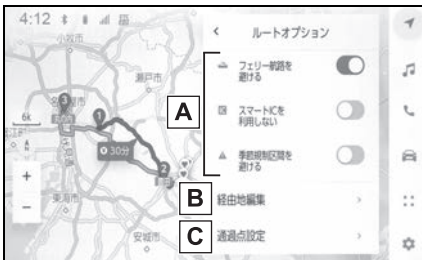 4:12
ルートオプション
フェリー航路を
避ける
スマートICを
利用しない
季節規制区間を
避ける
A
B
経由地編集
C
通過点設定
小牧市
瀬戸市
6k
3
1
30分
2
東海市
安城市
+
−